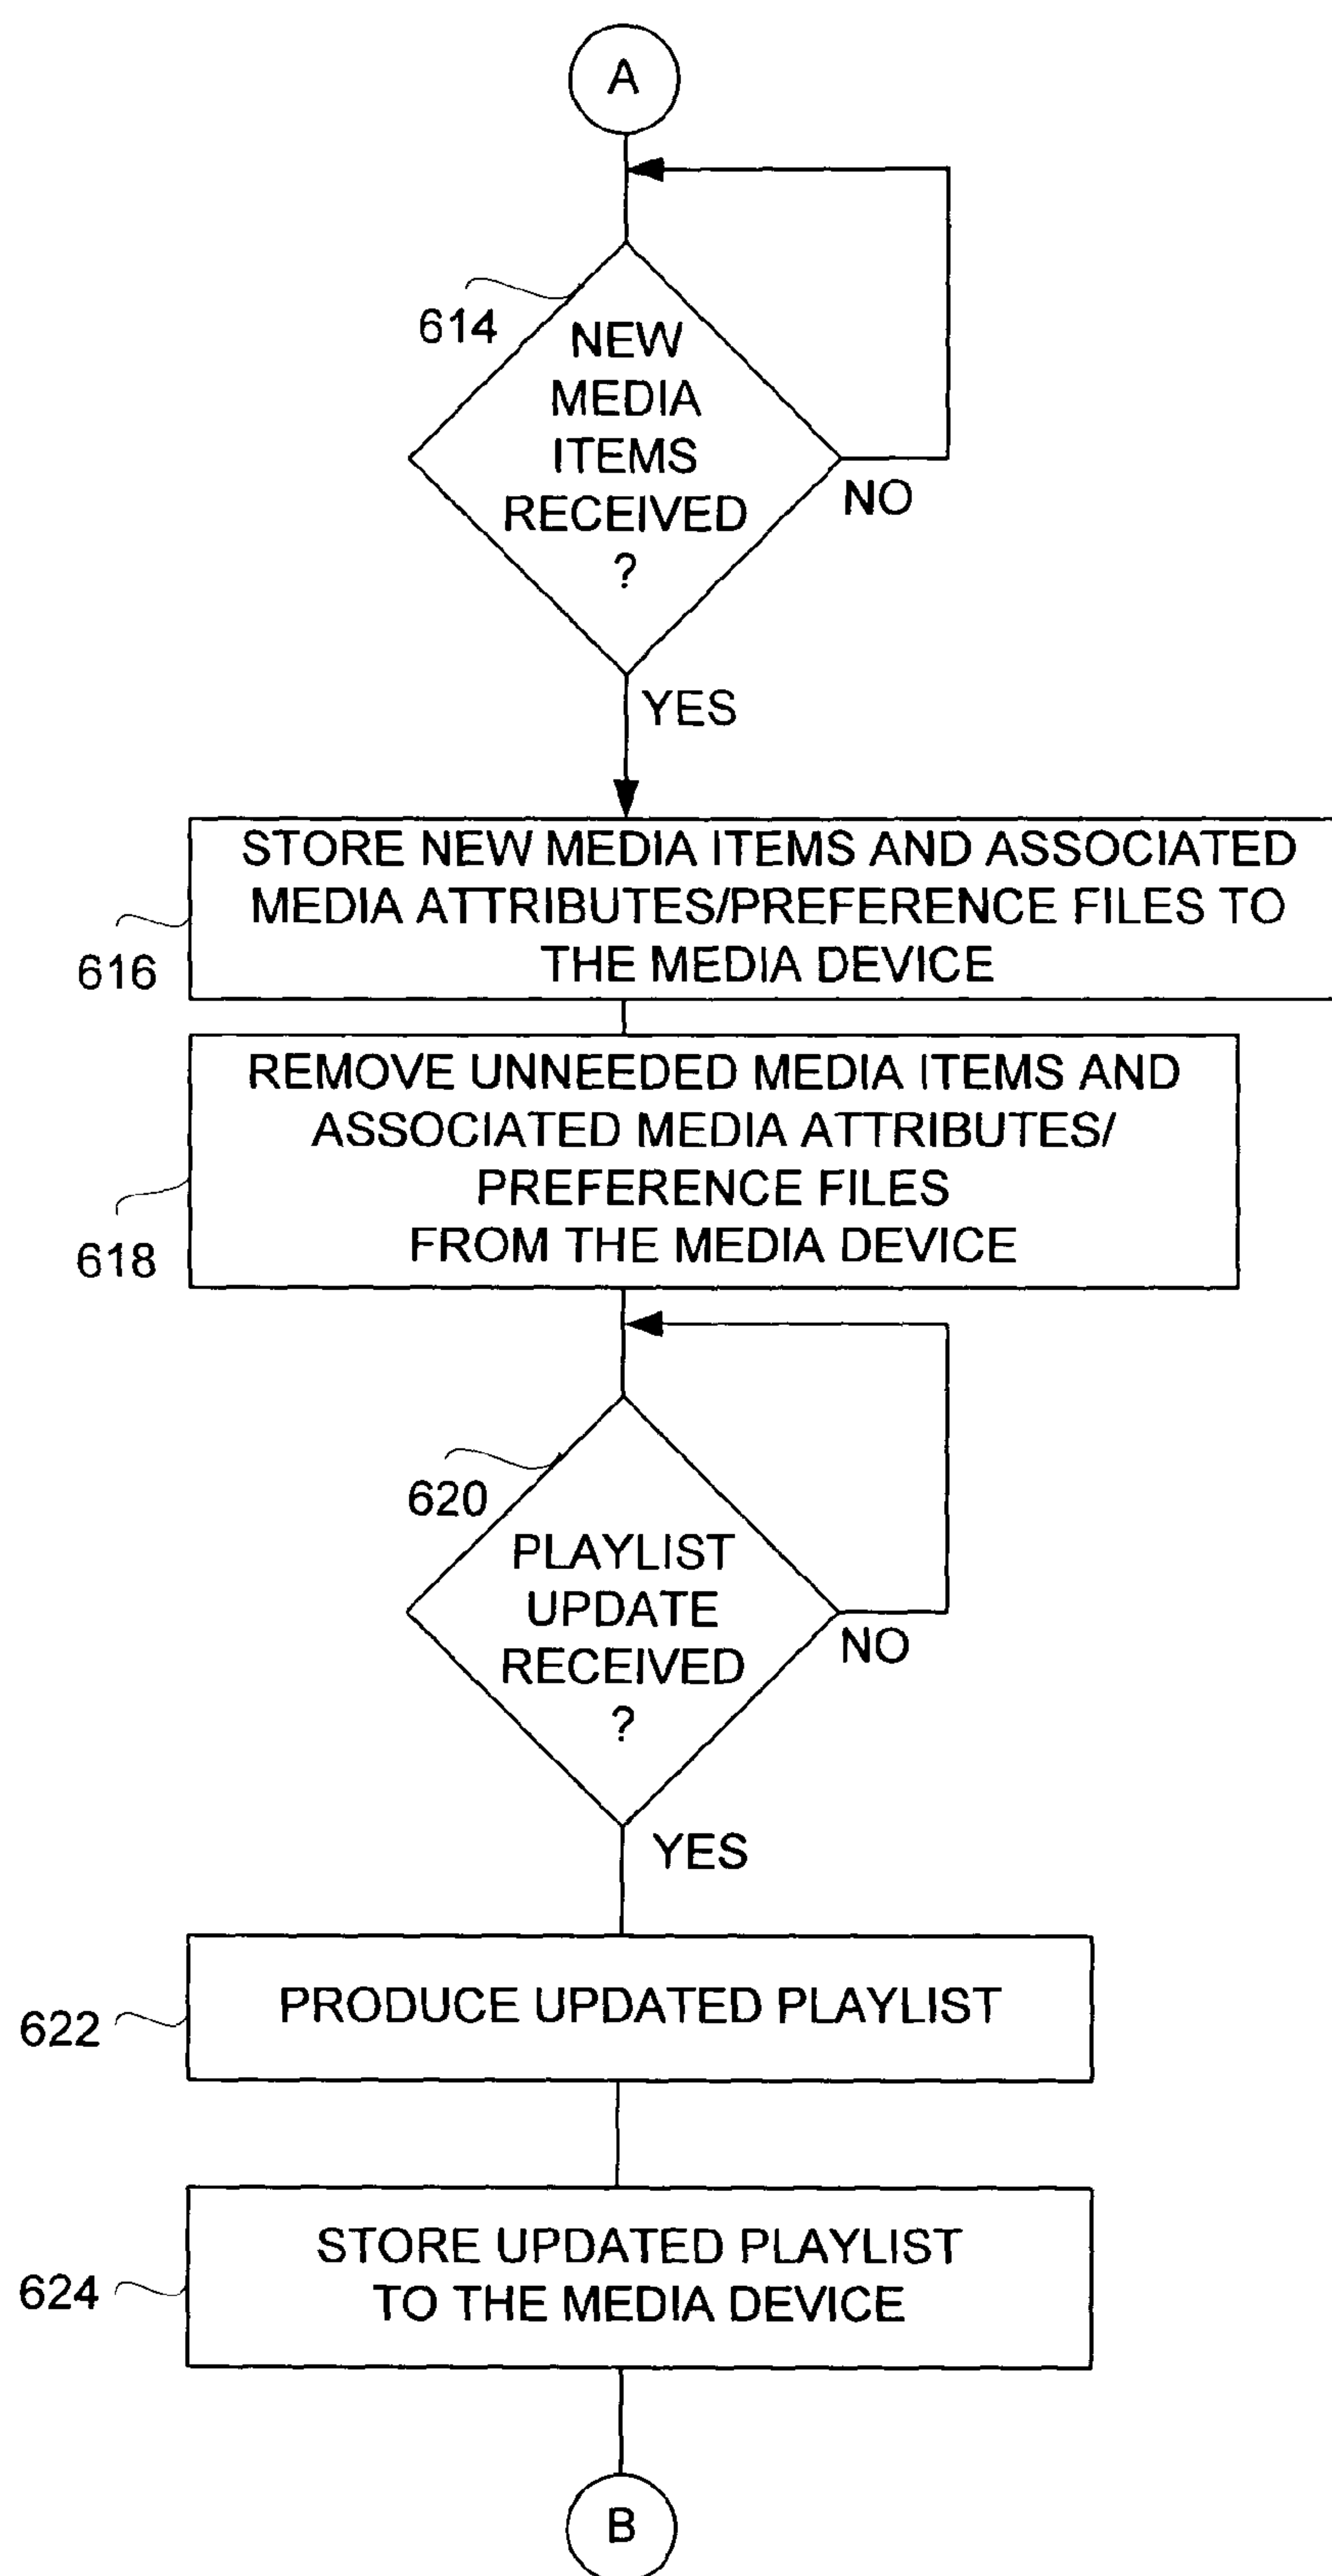 A
614
NEW
MEDIA
ITEMS
RECEIVED
?
NO
YES
STORE NEW MEDIA ITEMS AND ASSOCIATED
MEDIA ATTRIBUTES/PREFERENCE FILES TO
THE MEDIA DEVICE
616
REMOVE UNNEEDED MEDIA ITEMS AND
ASSOCIATED MEDIA ATTRIBUTES/
PREFERENCE FILES
FROM THE MEDIA DEVICE
618
620
PLAYLIST
UPDATE
RECEIVED
?
NO
YES
PRODUCE UPDATED PLAYLIST
622
STORE UPDATED PLAYLIST
TO THE MEDIA DEVICE
624
B